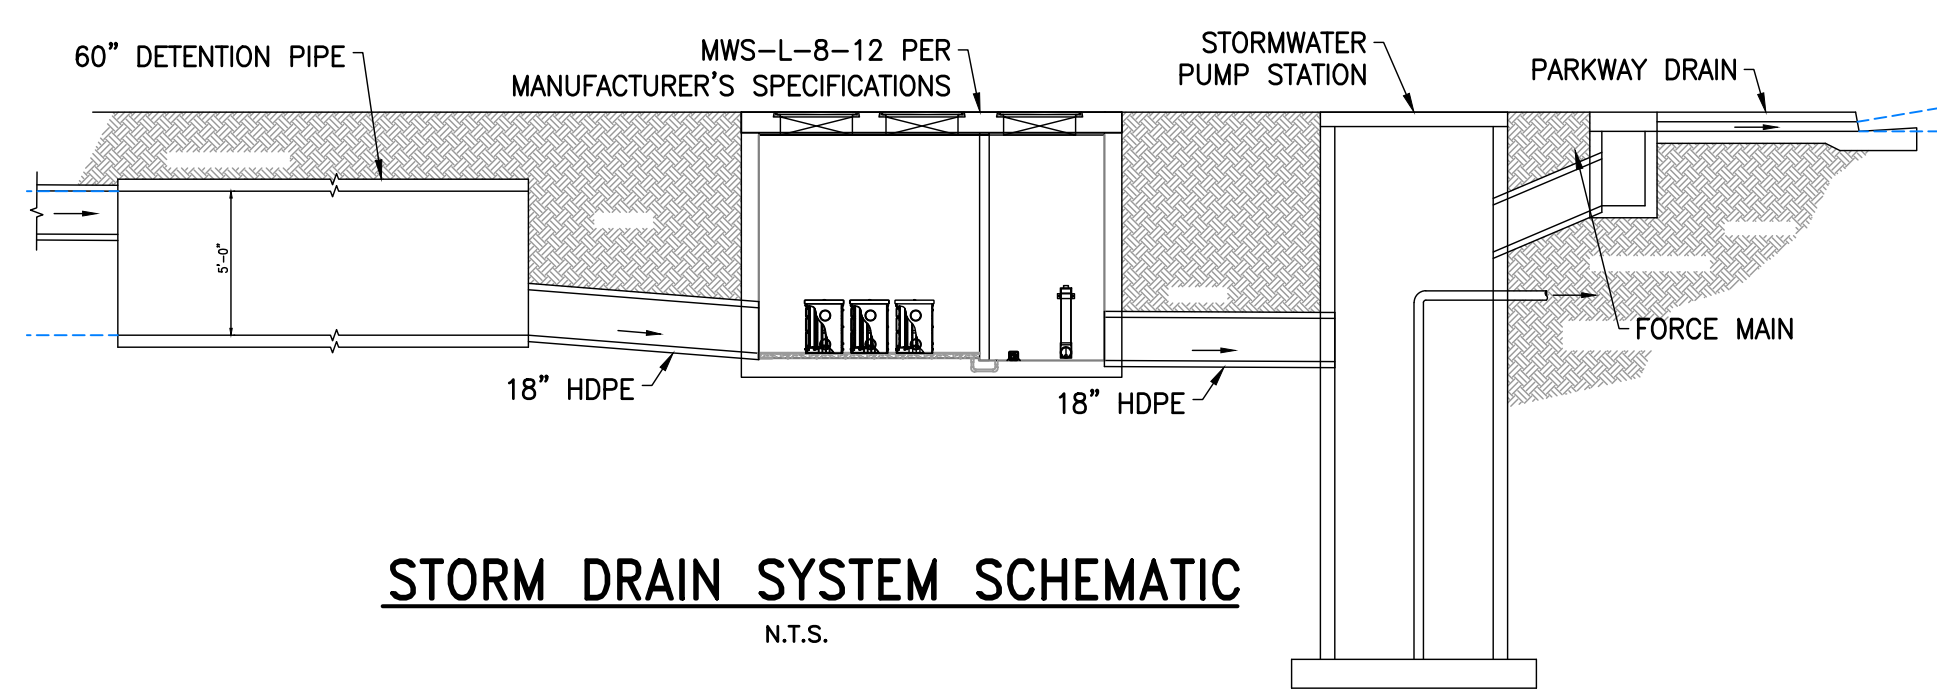 60” DETENTION PIPE
MWS-L-8-12 PER
MANUFACTURER'S SPECIFICATIONS
STORMWATER
PUMP STATION
PARKWAY DRAIN
5'-0"
18” HDPE
18” HDPE
FORCE MAIN
STORM DRAIN SYSTEM SCHEMATIC
N.T.S.